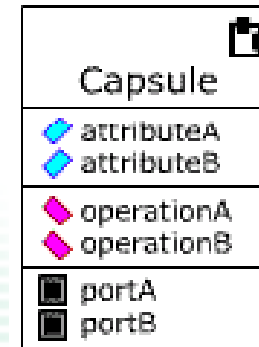 Capsule
attributeA
attributeB
operationA
operationB
portA
portB